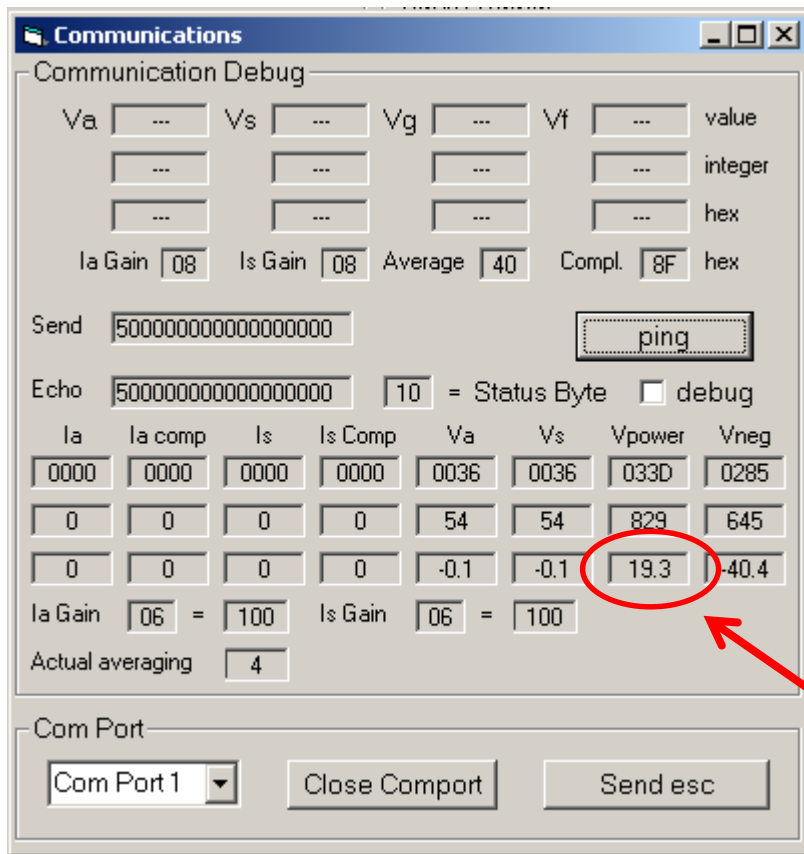 Communications
Communication Debug
Va --- Vs --- Vg --- Vf --- value
--- --- --- --- integer
--- --- --- --- hex
Ia Gain 08 Is Gain 08 Average 40 Compl. 8F hex
Send 500000000000000000 ping
Echo 500000000000000000 10 = Status Byte debug
Ia Ia comp Is Is Comp Va Vs Vpower Vneg
0000 0000 0000 0000 0036 0036 033D 0285
0 0 0 0 54 54 829 645
0 0 0 0 -0.1 -0.1 19.3 -40.4
Ia Gain 06 = 100 Is Gain 06 = 100
Actual averaging 4
Com Port
Com Port 1 Close Comport Send esc